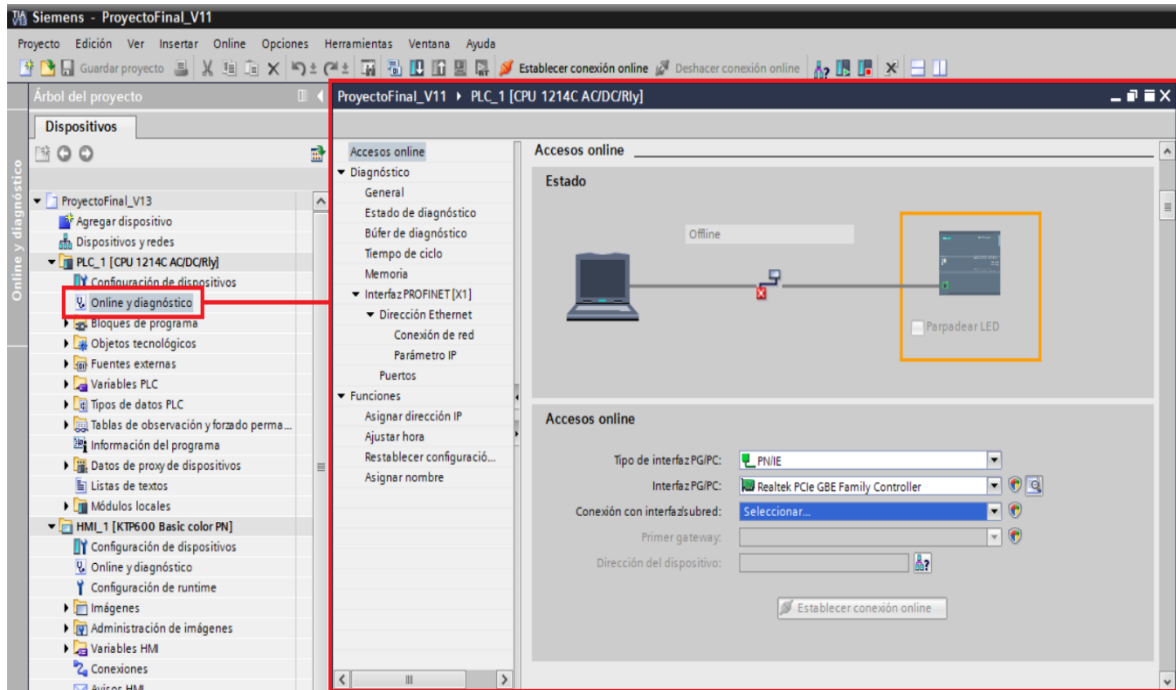 Siemens - ProyectoFinal_V11
Proyecto Edición Ver Insertar Online Opciones Herramientas Ventana Ayuda
Guardar proyecto Establecer conexión online Deshacer conexión online
Árbol del proyecto
Dispositivos
Online y diagnóstico
ProyectoFinal_V13
Agregar dispositivo
Dispositivos y redes
PLC_1 [CPU 1214C AC/DC/Rly]
Configuración de dispositivos
Online y diagnóstico
Bloques de programa
Objetos tecnológicos
Fuentes externas
Variables PLC
Tipos de datos PLC
Tablas de observación y forzado perma...
Información del programa
Datos de proxy de dispositivos
Listas de textos
Módulos locales
HMI_1 [KTP600 Basic color PN]
Configuración de dispositivos
Online y diagnóstico
Configuración de runtime
Imágenes
Administración de imágenes
Variables HMI
Conexiones
Avisos HMI
ProyectoFinal_V11 PLC_1 [CPU 1214C AC/DC/Rly]
Accesos online
Diagnóstico
General
Estado de diagnóstico
Búfer de diagnóstico
Tiempo de ciclo
Memoria
Interfaz PROFINET [X1]
Dirección Ethernet
Conexión de red
Parámetro IP
Puertos
Funciones
Asignar dirección IP
Ajustar hora
Restablecer configuració...
Asignar nombre
Accesos online
Estado
Offline
Parpadear LED
Accesos online
Tipo de interfaz PG/PC: PN/IE
Interfaz PG/PC: Realtek PCIe GBE Family Controller
Conexión con interfaz/subred: Seleccionar...
Primer gateway:
Dirección del dispositivo:
Establecer conexión online